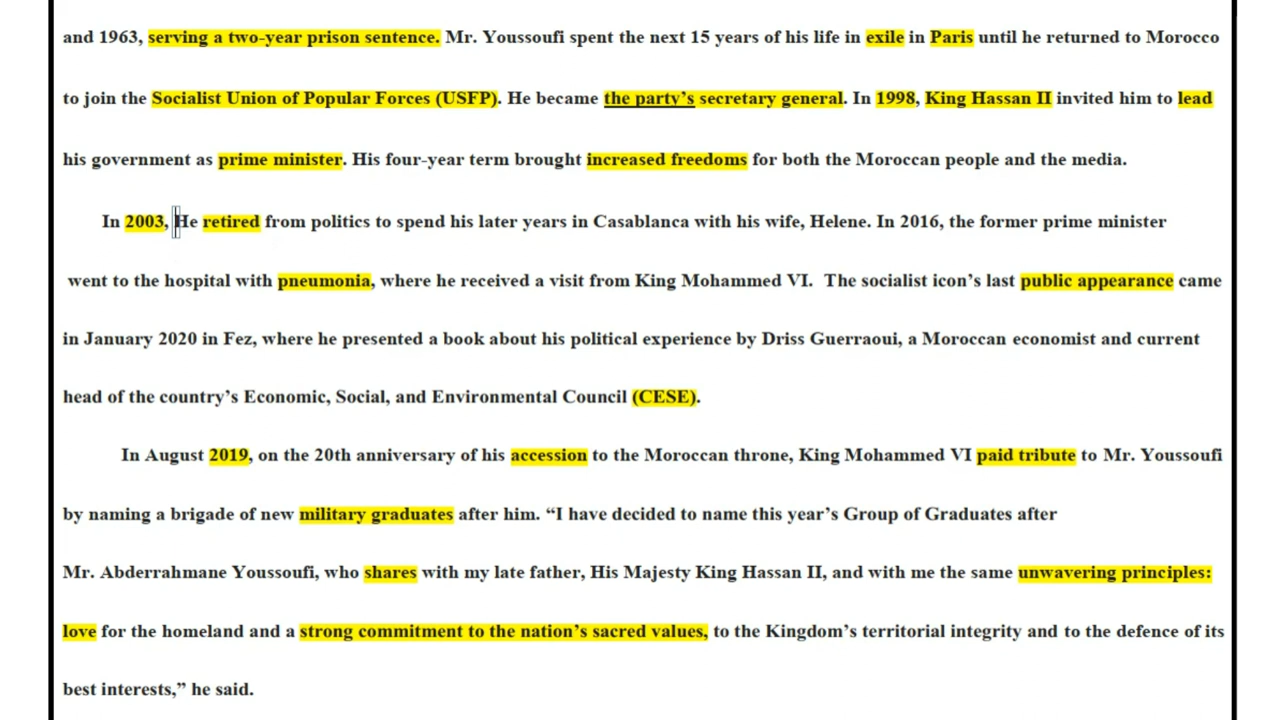 and 1963, serving a two-year prison sentence. Mr. Youssoufi spent the next 15 years of his life in exile in Paris until he returned to Morocco
to join the Socialist Union of Popular Forces (USFP). He became the party’s secretary general. In 1998, King Hassan II invited him to lead
his government as prime minister. His four-year term brought increased freedoms for both the Moroccan people and the media.
In 2003, He retired from politics to spend his later years in Casablanca with his wife, Helene. In 2016, the former prime minister
went to the hospital with pneumonia, where he received a visit from King Mohammed VI. The socialist icon’s last public appearance came
in January 2020 in Fez, where he presented a book about his political experience by Driss Guerraoui, a Moroccan economist and current
head of the country’s Economic, Social, and Environmental Council (CESE).
In August 2019, on the 20th anniversary of his accession to the Moroccan throne, King Mohammed VI paid tribute to Mr. Youssoufi
by naming a brigade of new military graduates after him. “I have decided to name this year’s Group of Graduates after
Mr. Abderrahmane Youssoufi, who shares with my late father, His Majesty King Hassan II, and with me the same unwavering principles:
love for the homeland and a strong commitment to the nation’s sacred values, to the Kingdom’s territorial integrity and to the defence of its
best interests,” he said.